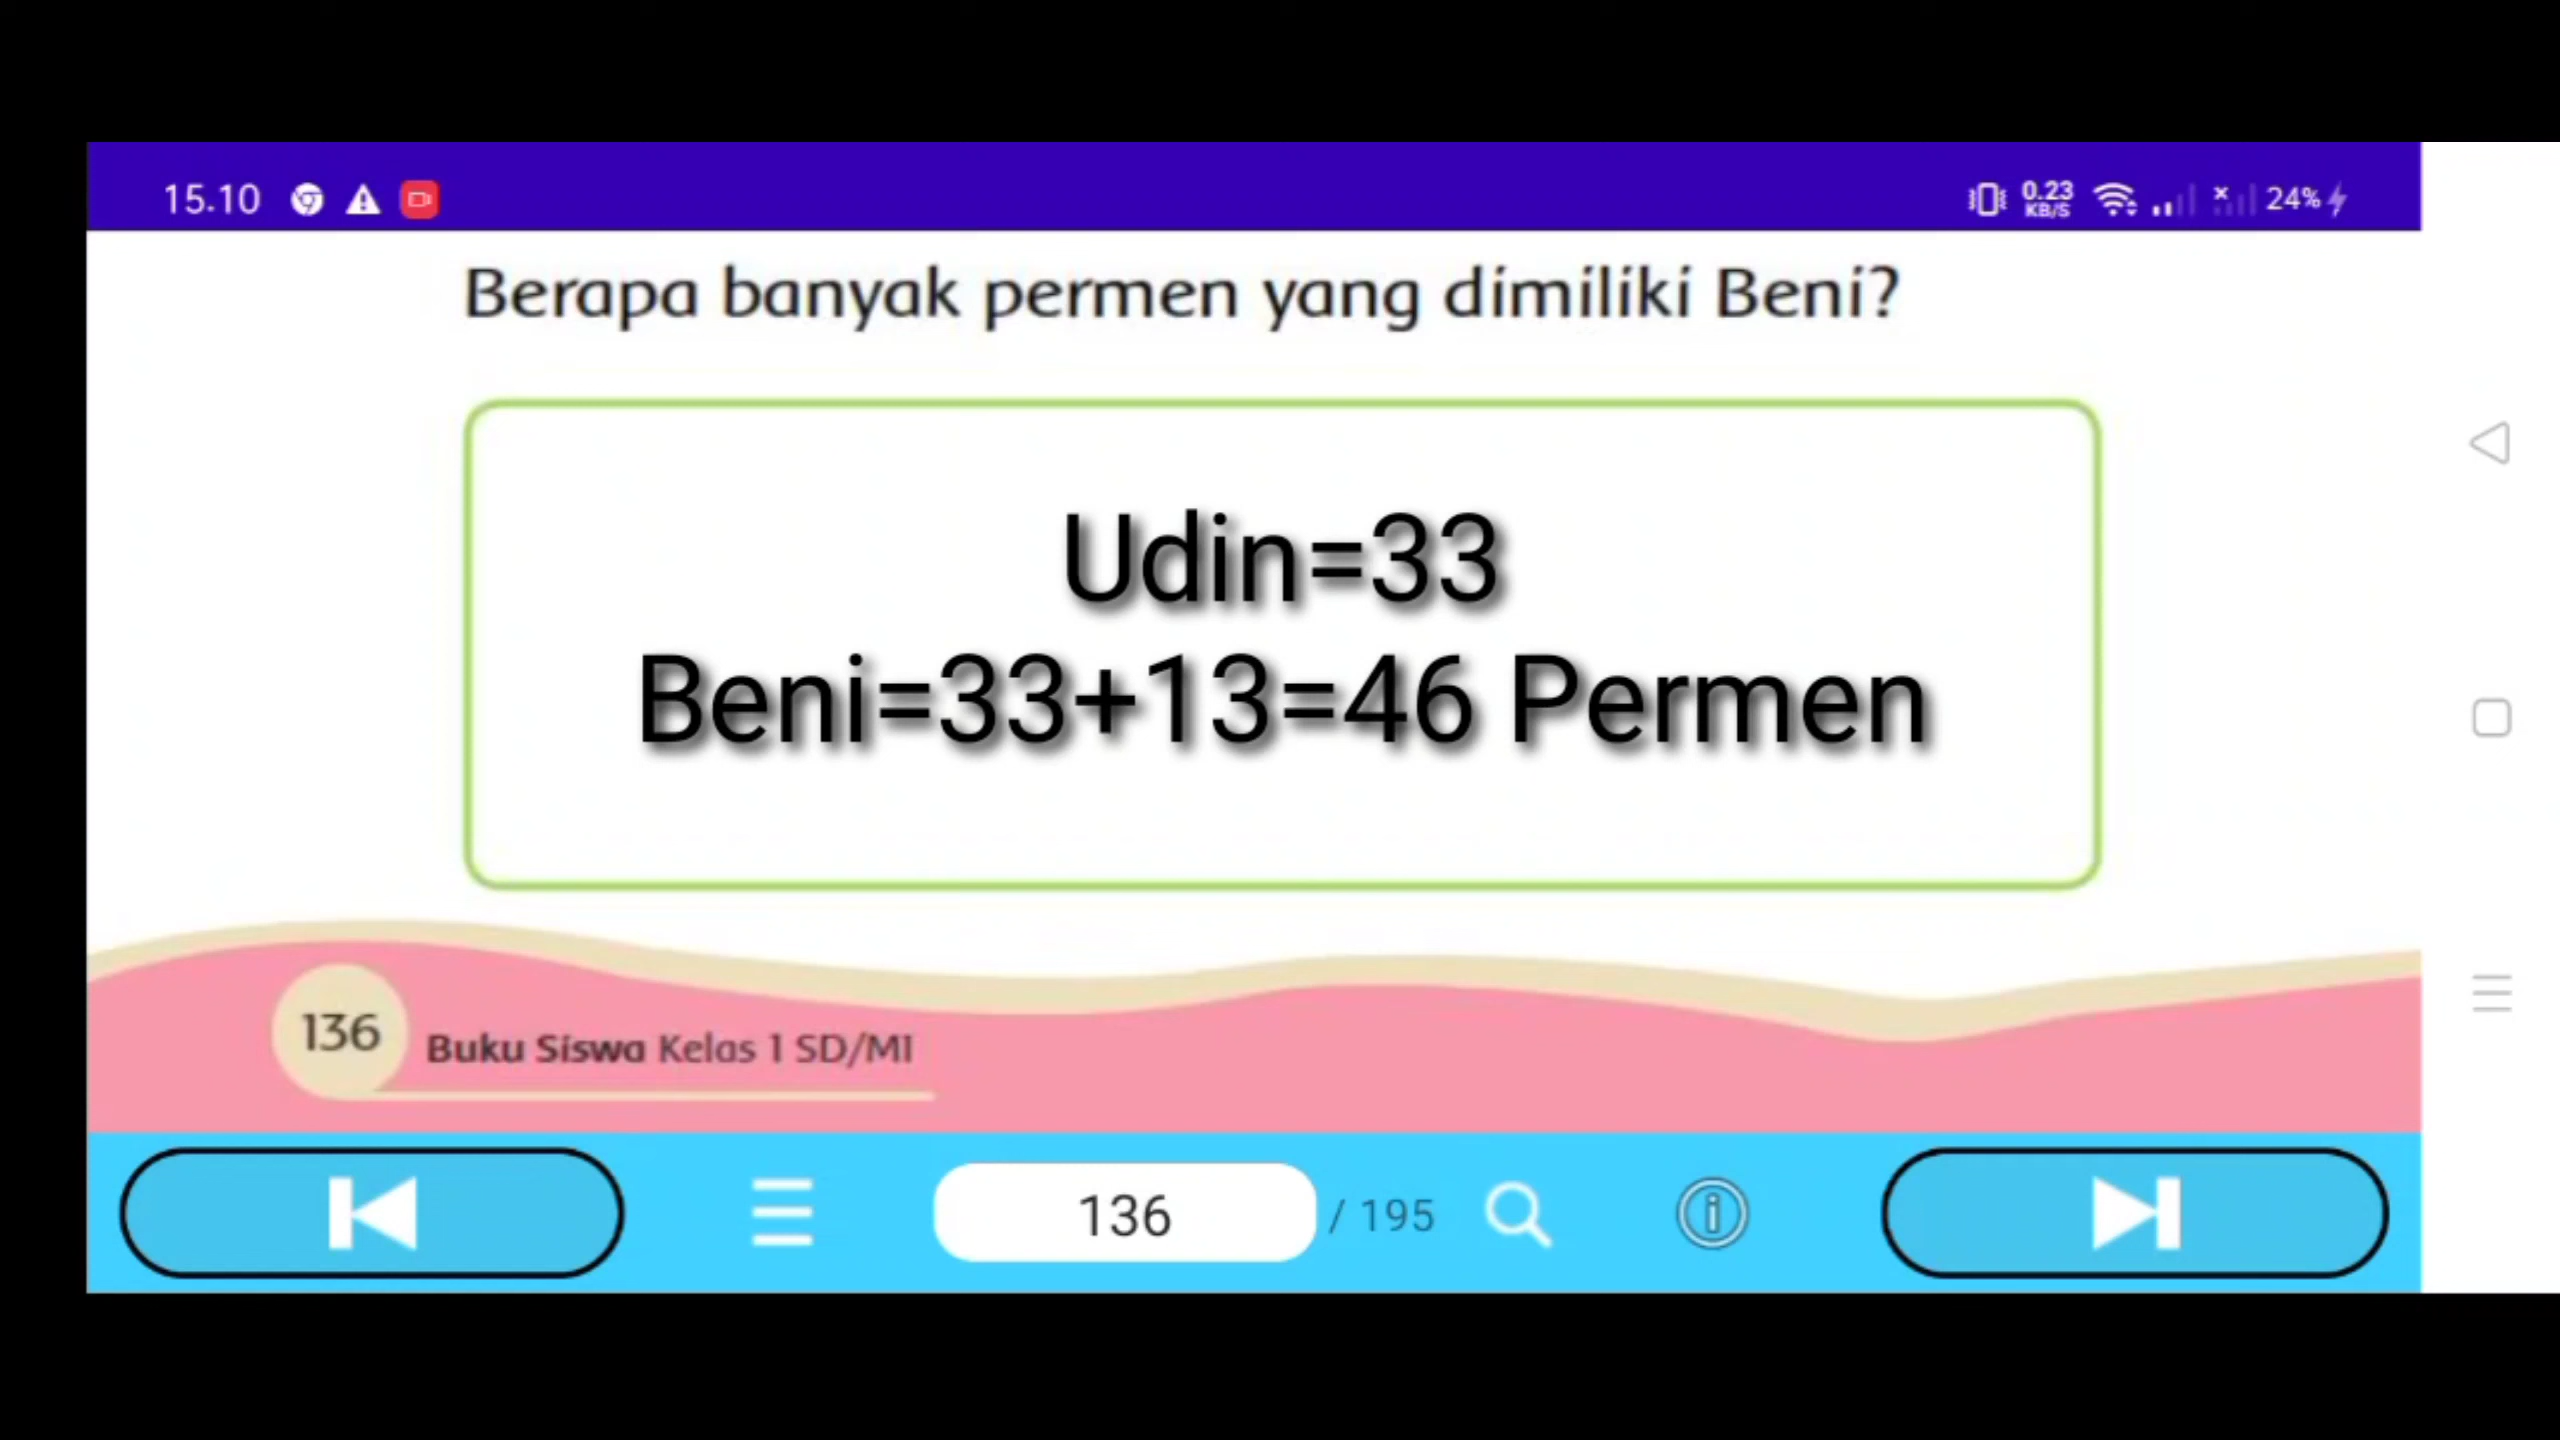 15.10 0.23 KB/S 24%
Berapa banyak permen yang dimiliki Beni?
Udin=33
Beni=33+13=46 Permen
136 Buku Siswa Kelas 1 SD/MI
136 / 195